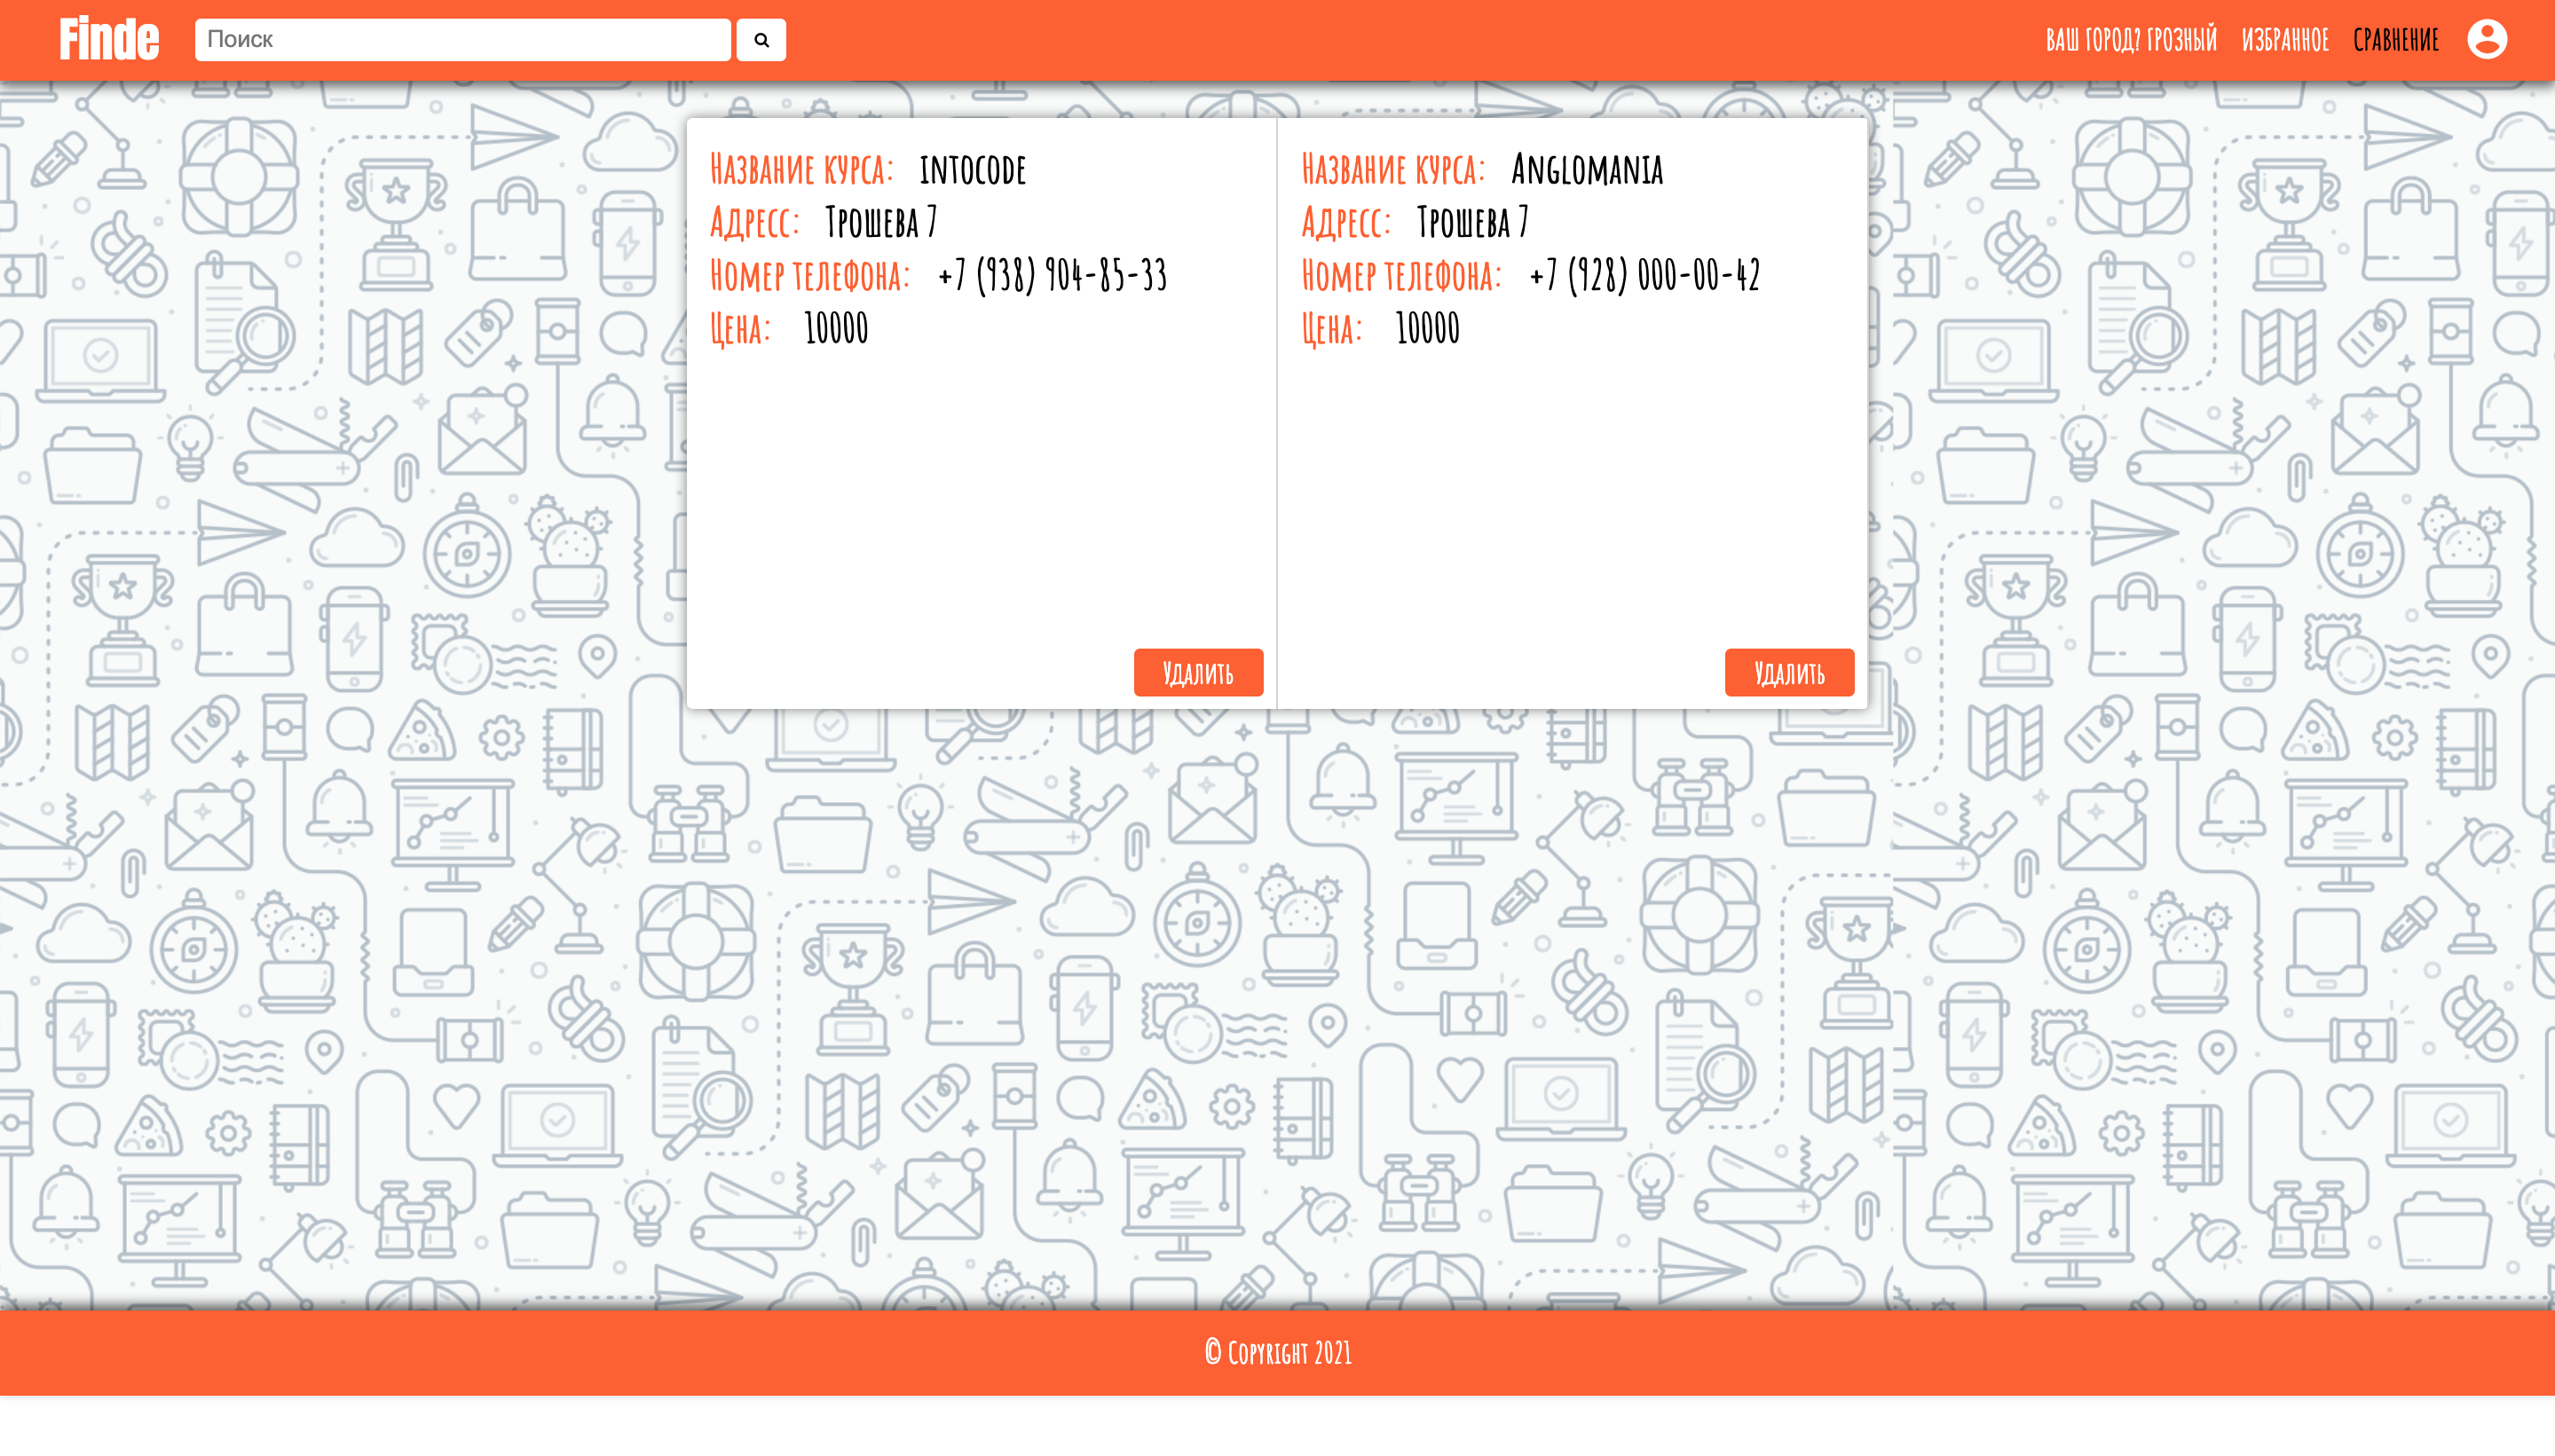 Finde
Поиск
ВАШ ГОРОД? ГРОЗНЫЙ ИЗБРАННОЕ СРАВНЕНИЕ
Название курса: intocode
Адресс: Трошева 7
Номер телефона: +7 (938) 904-85-33
Цена: 10000
Удалить
Название курса: Anglomania
Адресс: Трошева 7
Номер телефона: +7 (928) 000-00-42
Цена: 10000
Удалить
© Copyright 2021